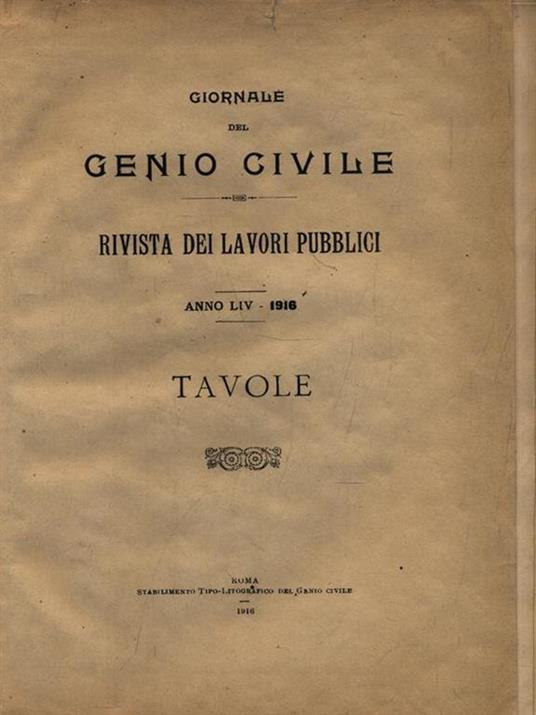 GIORNALE
DEL
GENIO CIVILE
RIVISTA DEI LAVORI PUBBLICI
ANNO LIV - 1916
TAVOLE
ROMA
STABILIMENTO TIPO-LITOGRAFICO DEL GENIO CIVILE
1916